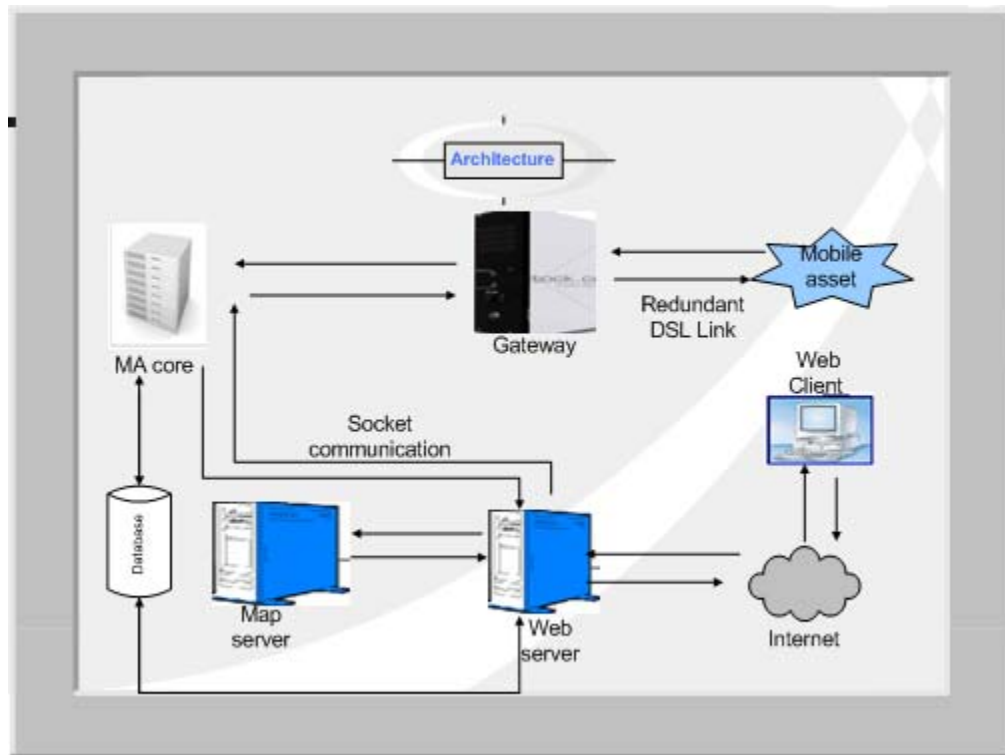 Architecture
MA core
Gateway
Mobile
asset
Redundant
DSL Link
Web
Client
Socket
communication
Database
Map
server
Web
server
Internet